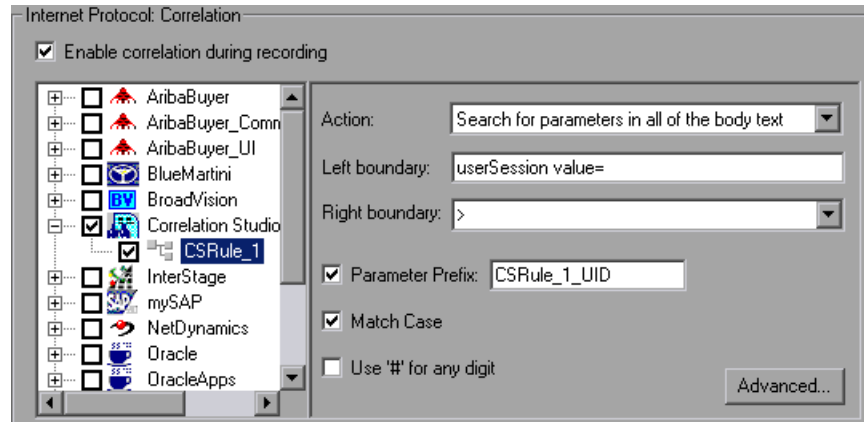 Internet Protocol: Correlation
Enable correlation during recording
AribaBuyer
AribaBuyer_Comn
AribaBuyer_UI
BlueMartini
BV BroadVision
Correlation Studio
CSRule_1
InterStage
SAP mySAP
NetDynamics
Oracle
OracleApps
Action: Search for parameters in all of the body text
Left boundary: userSession value=
Right boundary: >
Parameter Prefix: CSRule_1_UID
Match Case
Use '#' for any digit
Advanced...